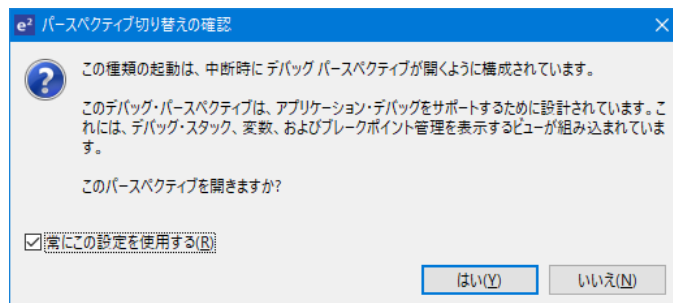 e² パースペクティブ切り替えの確認
この種類の起動は、中断時に デバッグ パースペクティブが開くように構成されています。
このデバッグ・パースペクティブは、アプリケーション・デバッグをサポートするために設計されています。こ
れには、デバッグ・スタック、変数、およびブレークポイント管理を表示するビューが組み込まれていま
す。
このパースペクティブを開きますか?
常にこの設定を使用する(R)
はい(Y) いいえ(N)